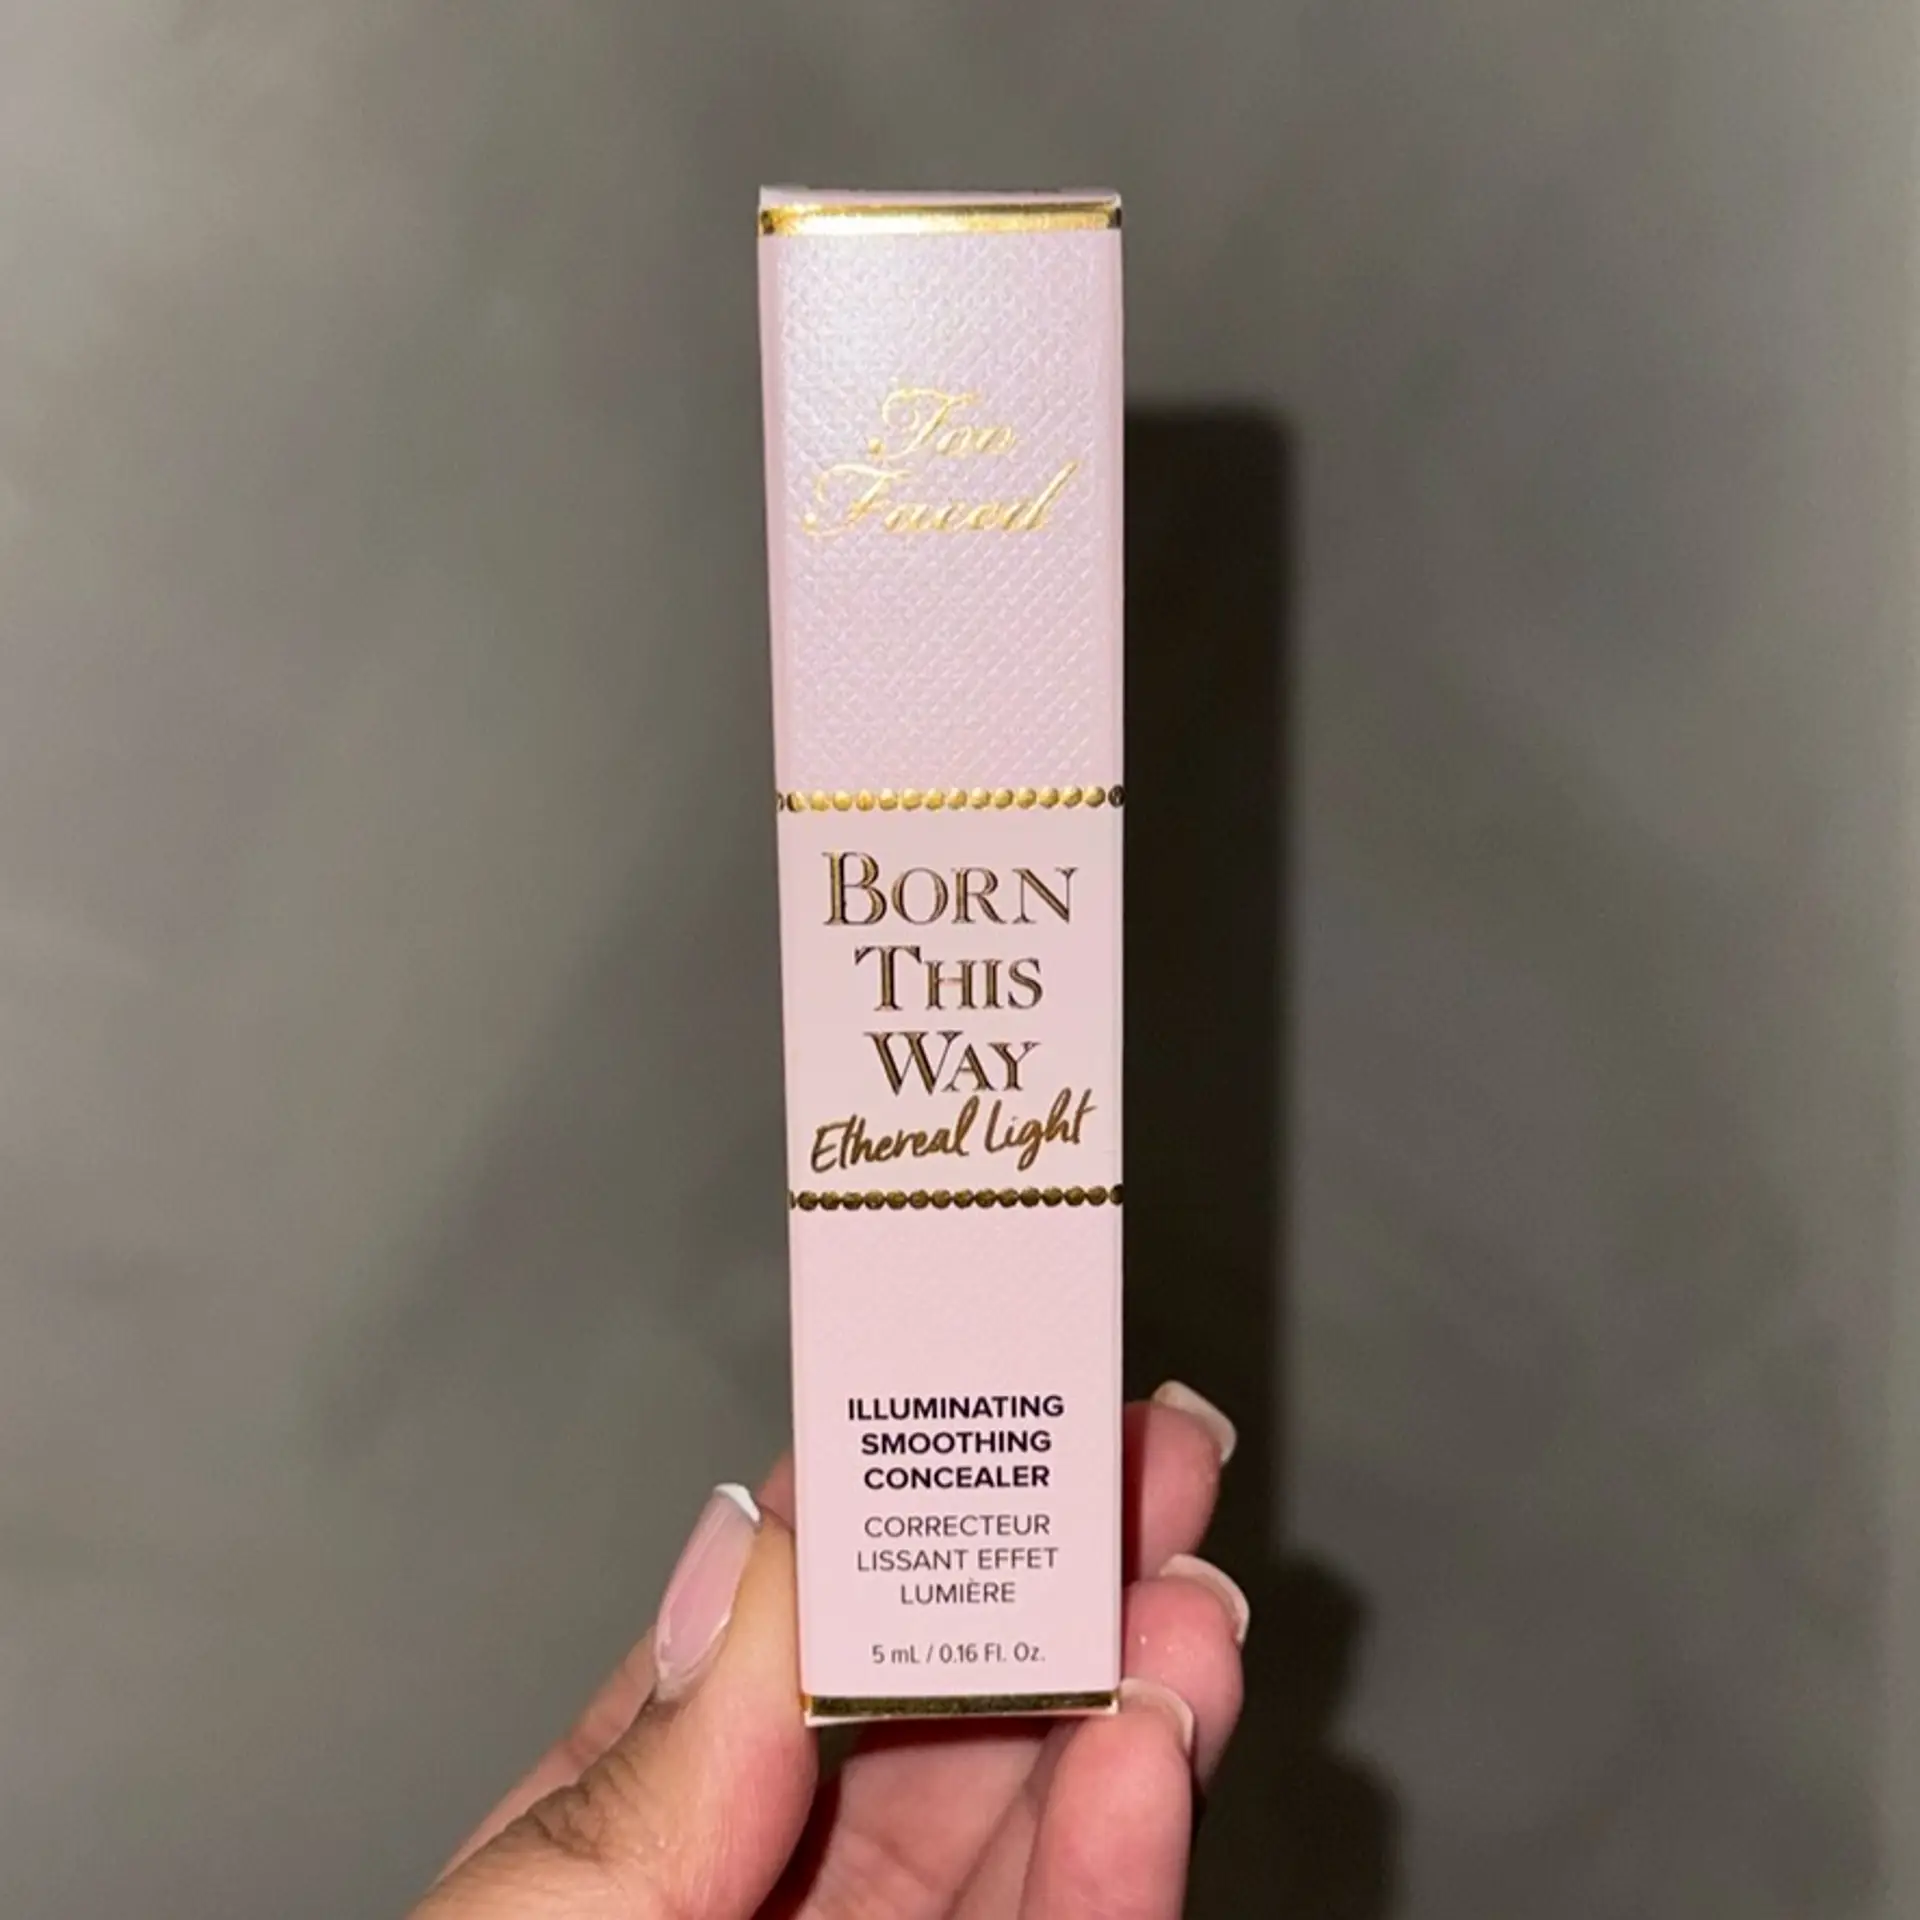 Too
Faced
BORN
THIS
WAY
Ethereal Light
ILLUMINATING
SMOOTHING
CONCEALER
CORRECTEUR
LISSANT EFFET
LUMIÈRE
5 mL / 0.16 Fl. Oz.